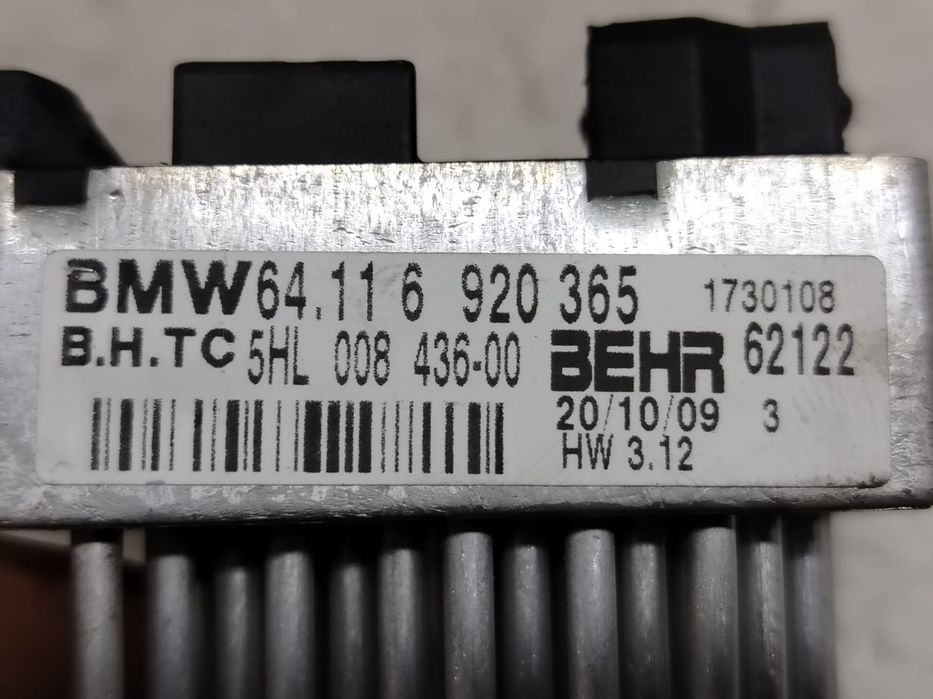 BMW 64.11 6 920 365 1730108
B.H.TC 5HL 008 436-00 BEHR 62122
20/10/09 3
HW 3.12